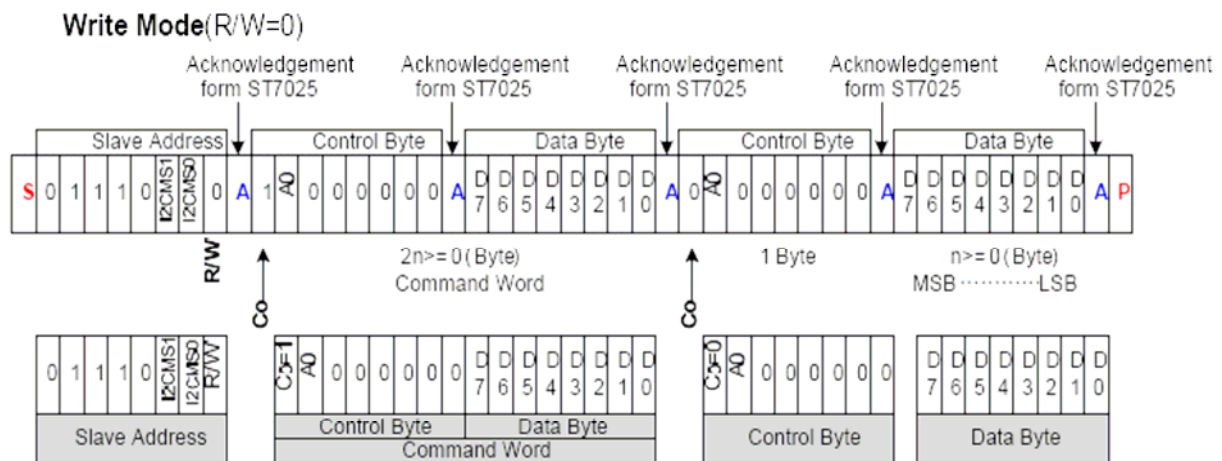 Write Mode(R/W=0)
Acknowledgement form ST7025
Acknowledgement form ST7025
Acknowledgement form ST7025
Acknowledgement form ST7025
Acknowledgement form ST7025
Slave Address Control Byte Data Byte Control Byte Data Byte
S 0 1 1 1 0 I2CMS1 I2CMS0 0 A 1 A0 0 0 0 0 0 0 A D7 D6 D5 D4 D3 D2 D1 D0 A 0 A0 0 0 0 0 0 0 A D7 D6 D5 D4 D3 D2 D1 D0 A P
R/W
2n>=0(Byte) 1 Byte n>=0(Byte)
Command Word MSB ············LSB
Co Co
0 1 1 1 0 I2CMS1 I2CMS0 R/W Co=1 A0 0 0 0 0 0 0 D7 D6 D5 D4 D3 D2 D1 D0 Co=0 A0 0 0 0 0 0 0 D7 D6 D5 D4 D3 D2 D1 D0
Slave Address Control Byte Data Byte Control Byte Data Byte
Command Word